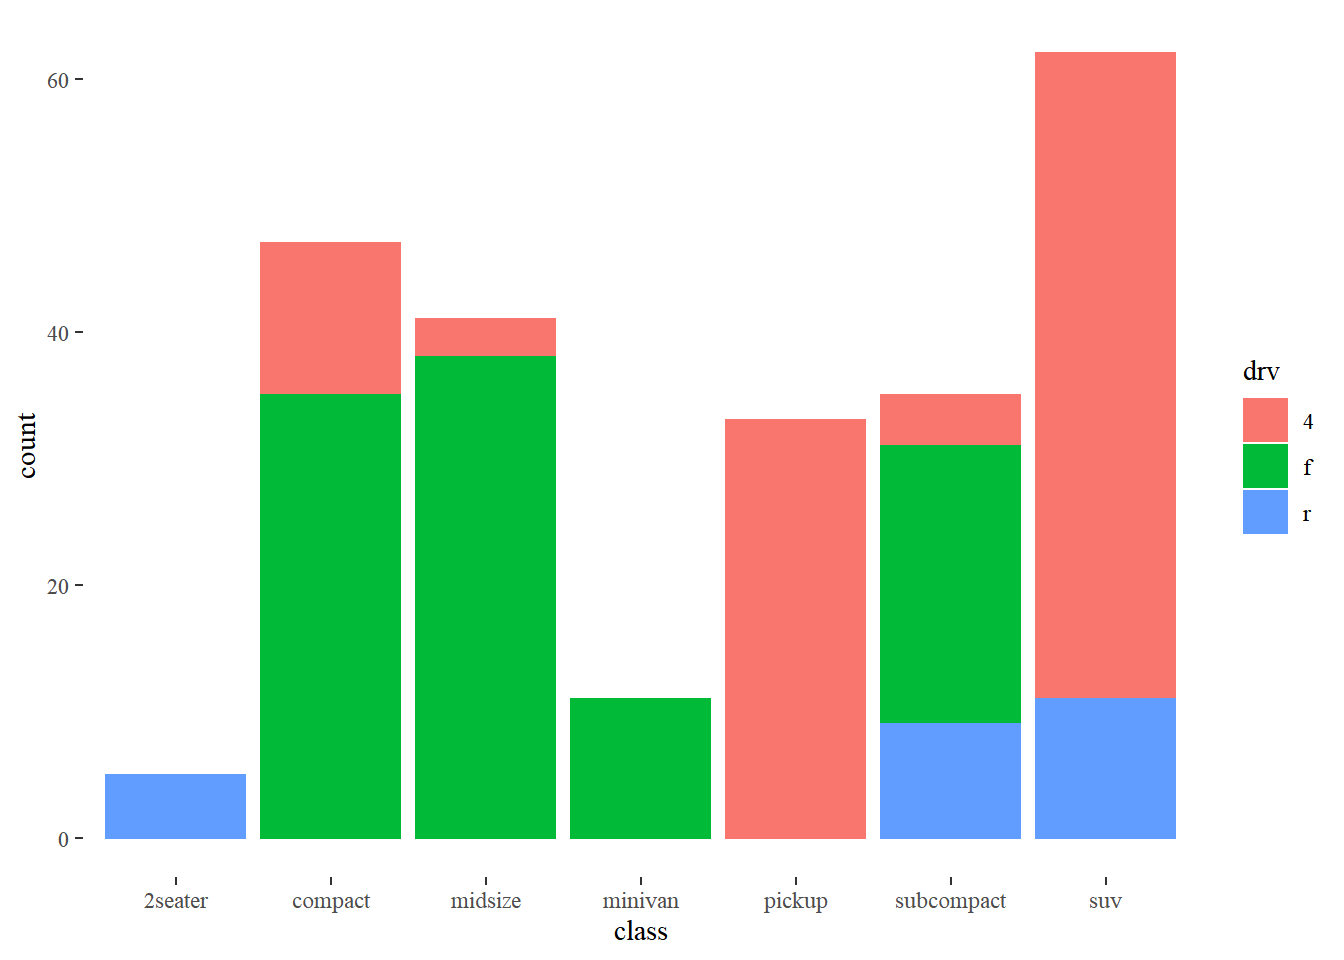 count
60
40
20
0
2seater
compact
midsize
minivan
pickup
subcompact
suv
class
drv
4
f
r